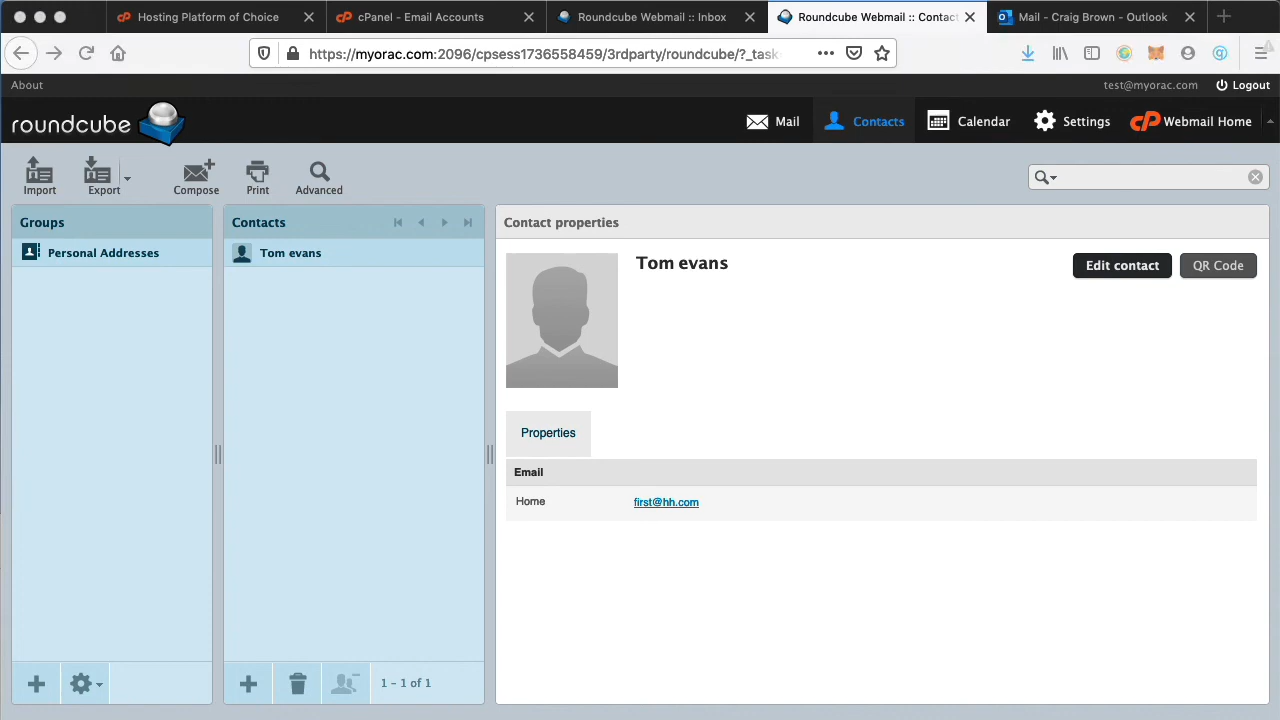 Hosting Platform of Choice
cPanel - Email Accounts
Roundcube Webmail :: Inbox
Roundcube Webmail :: Contact
Mail - Craig Brown - Outlook
https://myorac.com:2096/cpsess1736558459/3rdparty/roundcube/?_task
About
test@myorac.com
Logout
roundcube
Mail
Contacts
Calendar
Settings
cP Webmail Home
Import
Export
Compose
Print
Advanced
Groups
Contacts
Contact properties
Personal Addresses
Tom evans
Tom evans
Edit contact
QR Code
Properties
Email
Home
first@hh.com
1 – 1 of 1